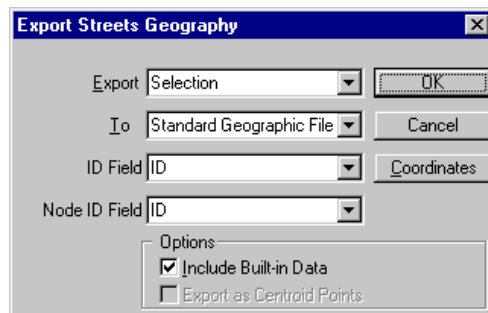 Export Streets Geography
Export Selection OK
To Standard Geographic File Cancel
ID Field ID Coordinates
Node ID Field ID
Options
Include Built-in Data
Export as Centroid Points